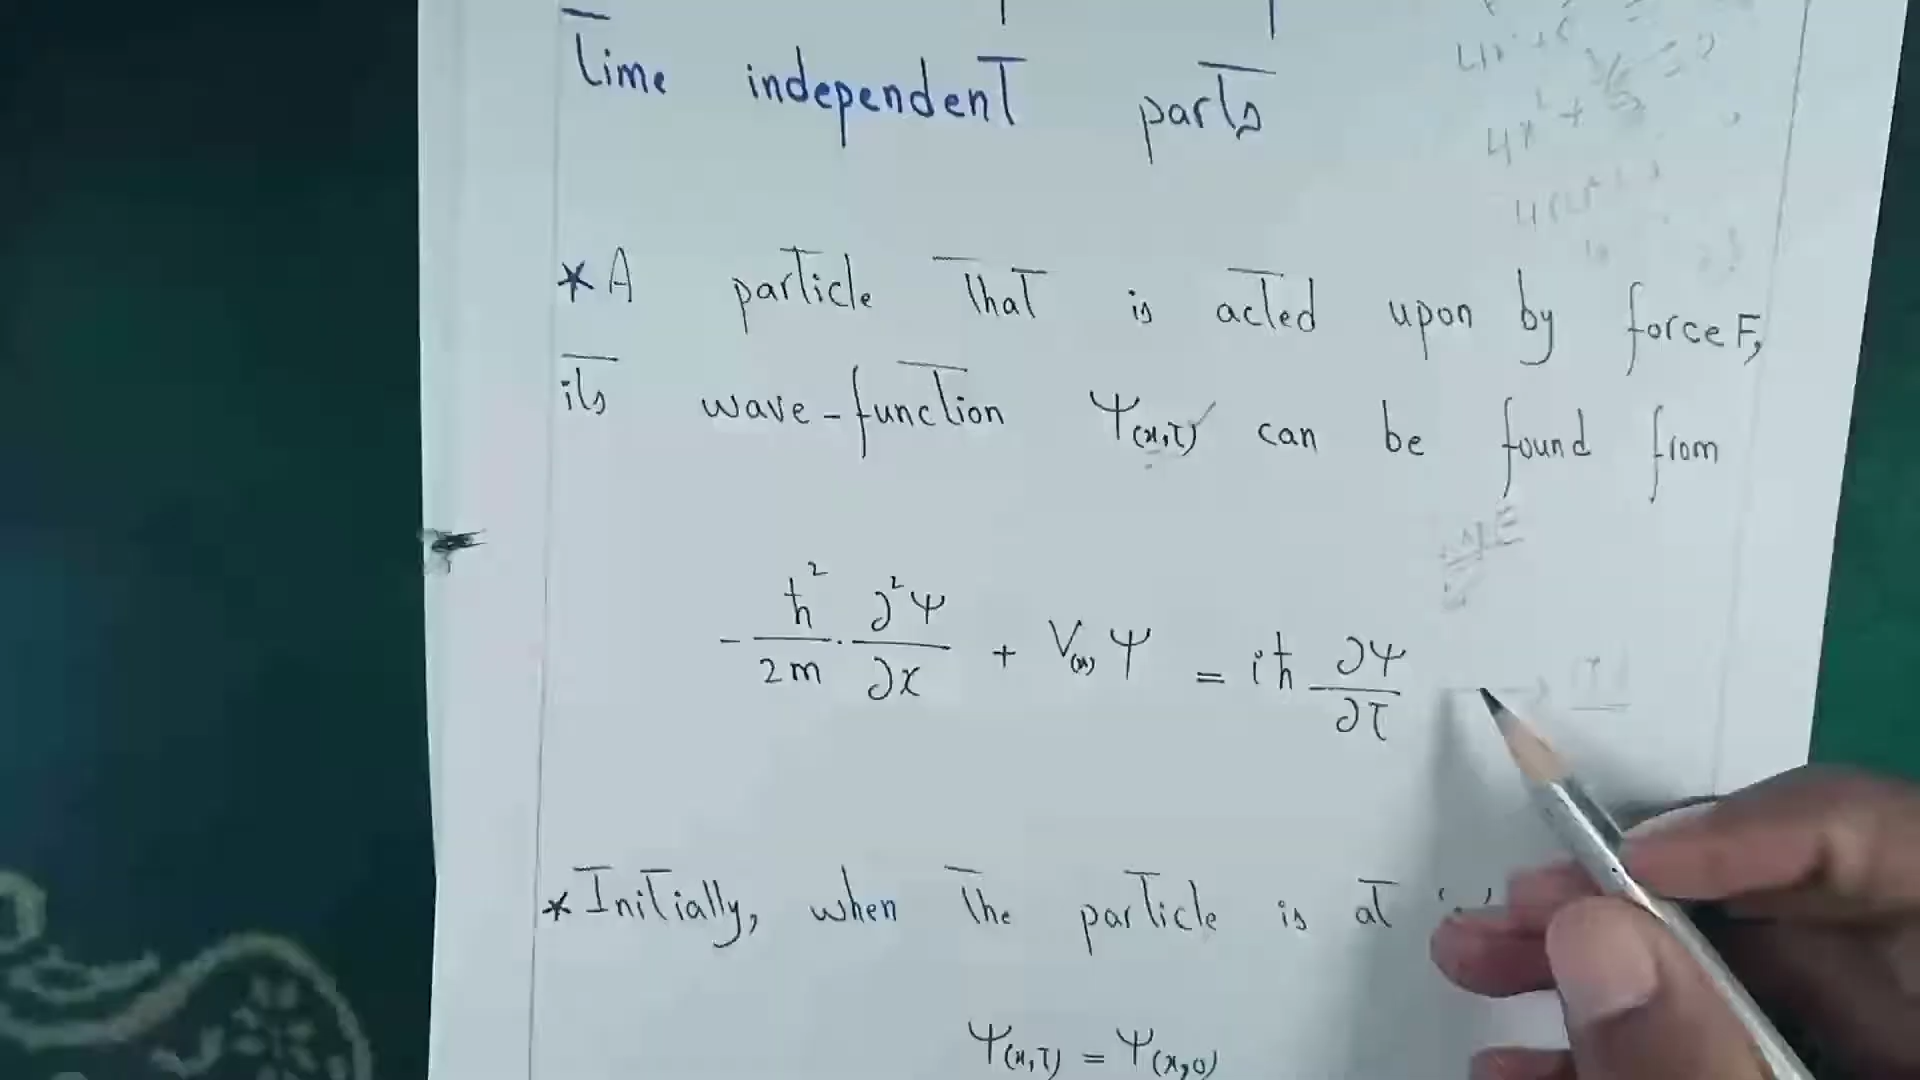 Time independent parts
* A particle that is acted upon by force F,
its wave-function Ψ(x,t) can be found from
- ħ²/2m · ∂²Ψ/∂x + V(x) Ψ = iħ ∂Ψ/∂t
* Initially, when the particle is at
Ψ(x,t) = Ψ(x,0)